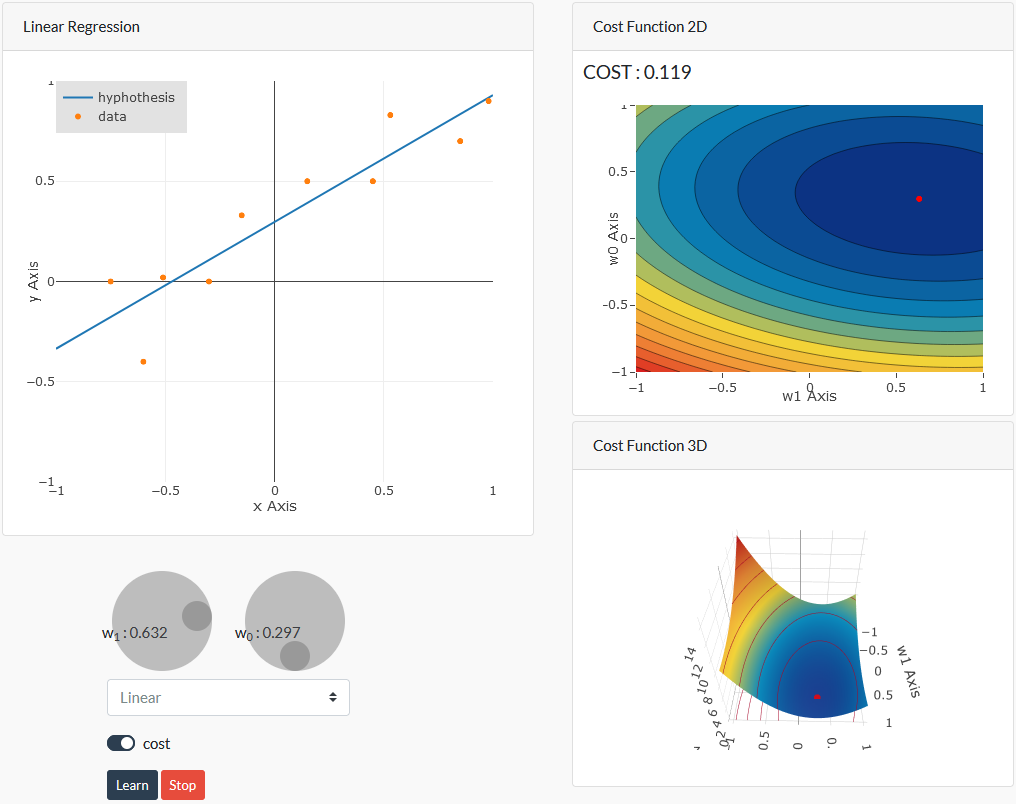 Linear Regression
1
hyphothesis
data
0.5
0
−0.5
−1
y Axis
−1
−0.5
0
0.5
1
x Axis
w1 : 0.632
w0 : 0.297
Linear
cost
Learn
Stop
Cost Function 2D
COST : 0.119
1
0.5
0
−0.5
−1
w0 Axis
−1
−0.5
0
0.5
1
w1 Axis
Cost Function 3D
14
12
10
8
6
4
2
0
−1
−0.5
0
0.5
1
w1 Axis
0.5
0
0.
1